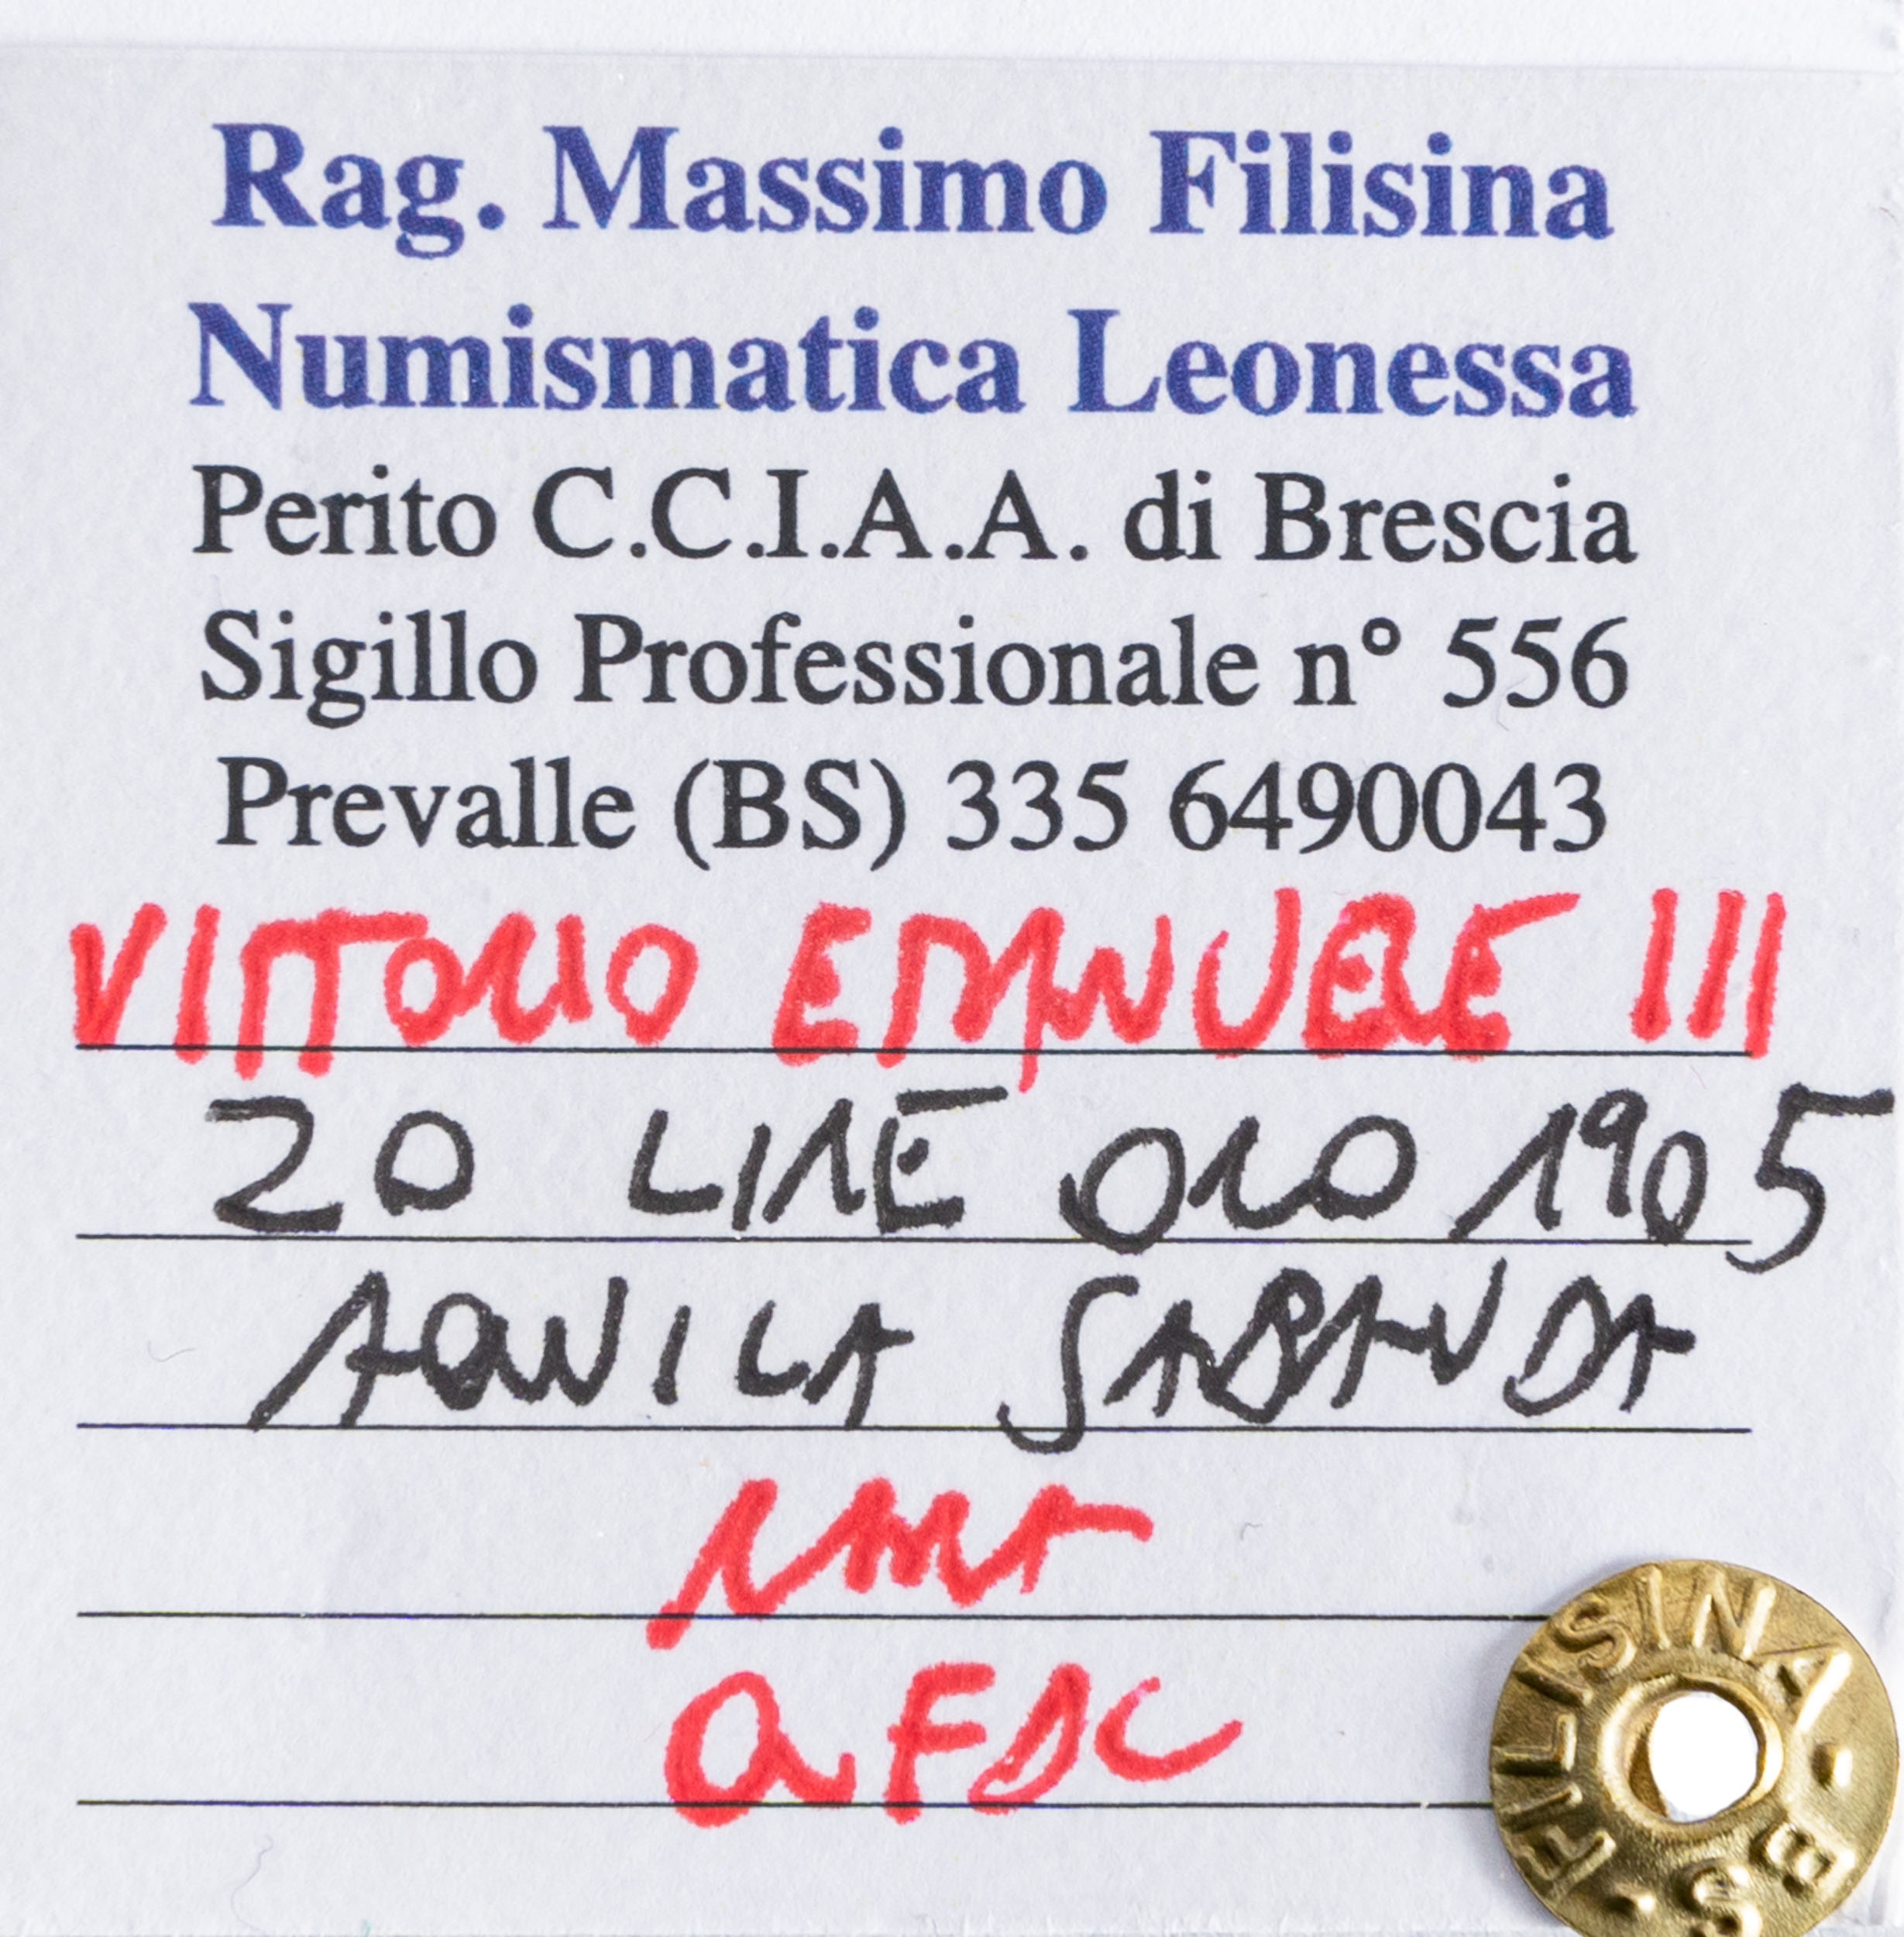 Rag. Massimo Filisina
Numismatica Leonessa
Perito C.C.I.A.A. di Brescia
Sigillo Professionale n° 556
Prevalle (BS) 335 6490043
VITTORIO EMANUELE III
20 LIRE ORO 1905
AQUILA SABAUDA
RARA
QFDC
FILISINA · BS ·